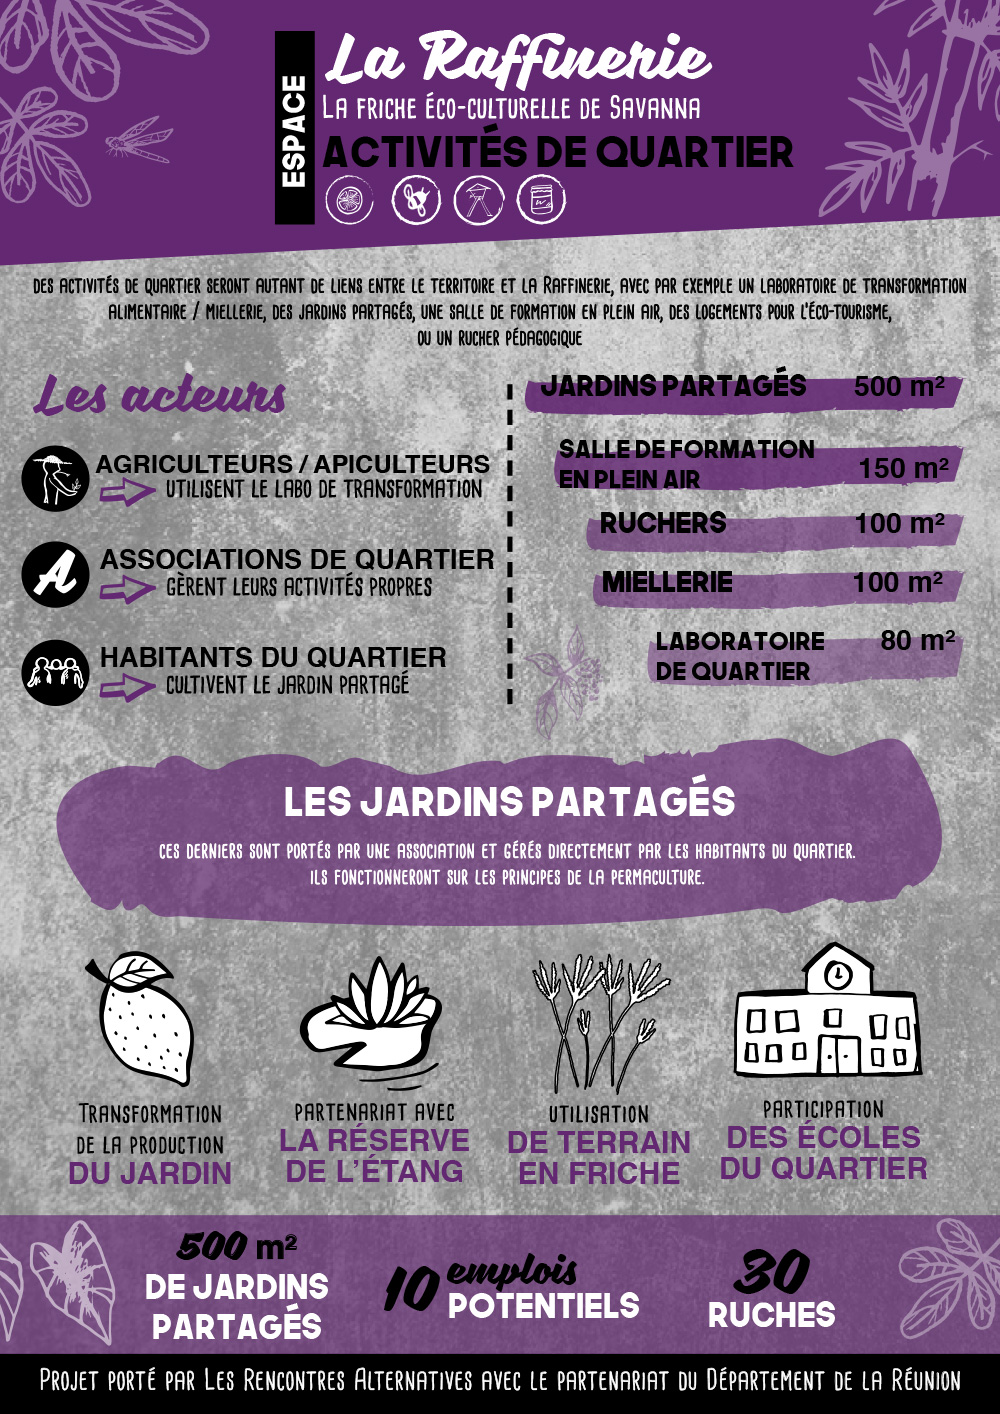 ESPACE
La Raffinerie
La friche éco-culturelle de Savanna
ACTIVITÉS DE QUARTIER
des activités de quartier seront autant de liens entre le territoire et la Raffinerie, avec par exemple un laboratoire de transformation
alimentaire / miellerie, des jardins partagés, une salle de formation en plein air, des logements pour l'éco-tourisme,
ou un rucher pédagogique
Les acteurs
AGRICULTEURS / APICULTEURS
utilisent le labo de transformation
A
ASSOCIATIONS DE QUARTIER
gèrent leurs activités propres
HABITANTS DU QUARTIER
cultivent le jardin partagé
JARDINS PARTAGÉS 500 m²
SALLE DE FORMATION
EN PLEIN AIR 150 m²
RUCHERS 100 m²
MIELLERIE 100 m²
LABORATOIRE 80 m²
DE QUARTIER
LES JARDINS PARTAGÉS
ces derniers sont portés par une association et gérés directement par les habitants du quartier.
ils fonctionneront sur les principes de la permaculture.
Transformation
de la production
DU JARDIN
partenariat avec
LA RÉSERVE
DE L'ÉTANG
utilisation
DE TERRAIN
EN FRICHE
participation
DES ÉCOLES
DU QUARTIER
500 m²
DE JARDINS
PARTAGÉS
10 emplois
POTENTIELS
30
RUCHES
Projet porté par Les Rencontres Alternatives avec le partenariat du Département de la Réunion